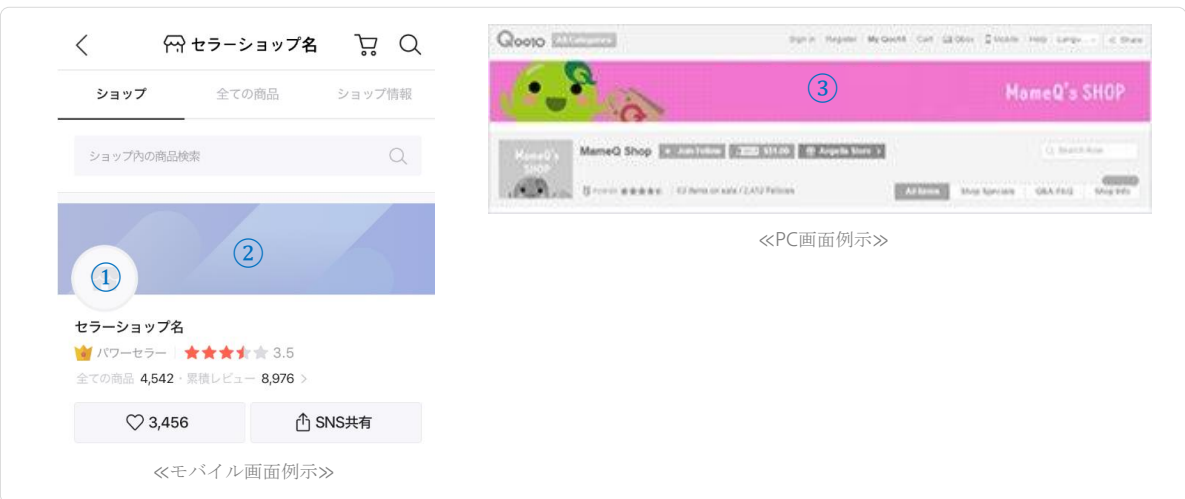 セラーショップ名
ショップ 全ての商品 ショップ情報
ショップ内の商品検索
①
②
セラーショップ名
パワーセラー 3.5
全ての商品 4,542 · 累積レビュー 8,976 >
3,456 SNS共有
≪モバイル画面例示≫
Qoo10 All Categories Sign in Register My Qoo10 Cart Mobile Help Share
③ MameQ's SHOP
MameQ's SHOP
MameQ Shop
All Items Shop Specials Q&A FAQ Shop Info
≪PC画面例示≫